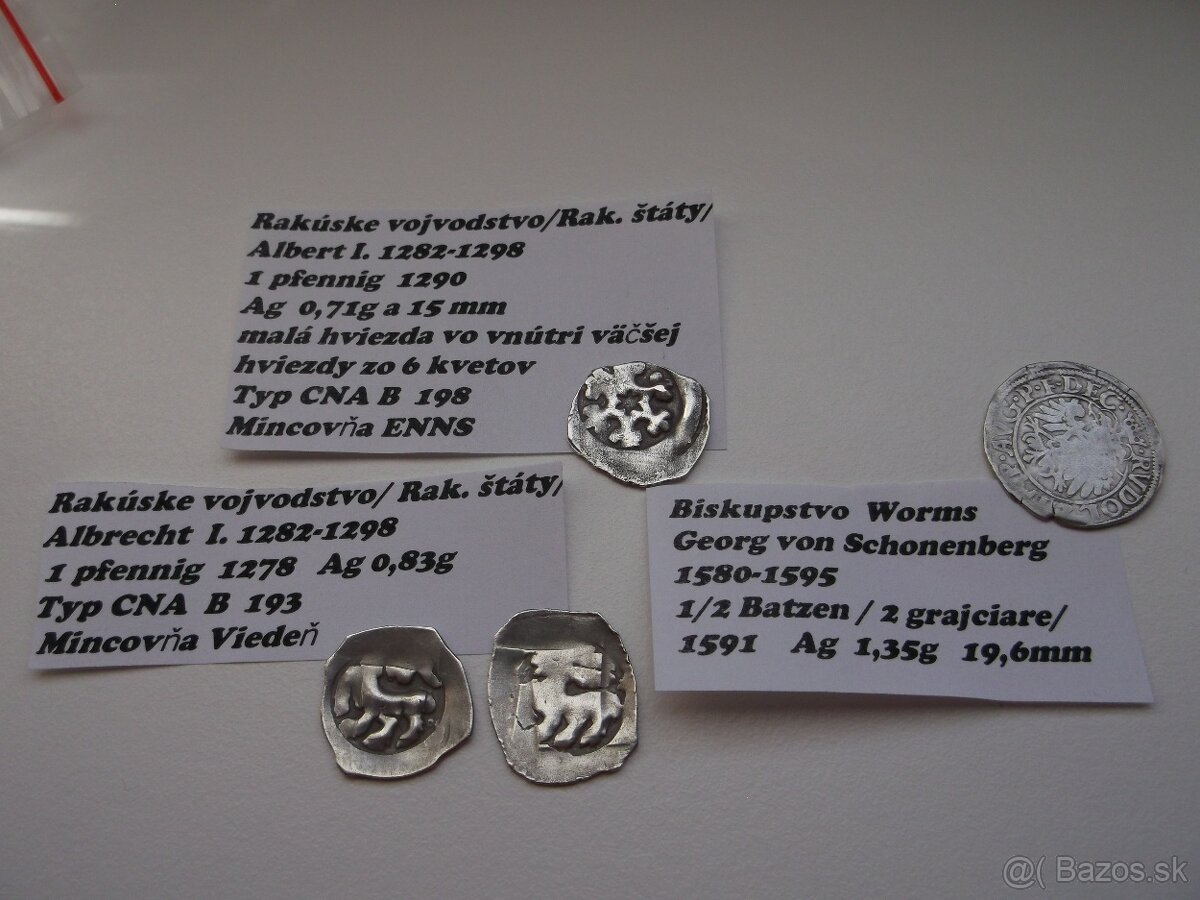 Rakúske vojvodstvo/Rak. štáty/
Albert I. 1282-1298
1 pfennig 1290
Ag 0,71g a 15 mm
malá hviezda vo vnútri väčšej
hviezdy zo 6 kvetov
Typ CNA B 198
Mincovňa ENNS
Rakúske vojvodstvo/ Rak. štáty/
Albrecht I. 1282-1298
1 pfennig 1278 Ag 0,83g
Typ CNA B 193
Mincovňa Viedeň
Biskupstvo Worms
Georg von Schonenberg
1580-1595
1/2 Batzen / 2 grajciare/
1591 Ag 1,35g 19,6mm
@( Bazos.sk